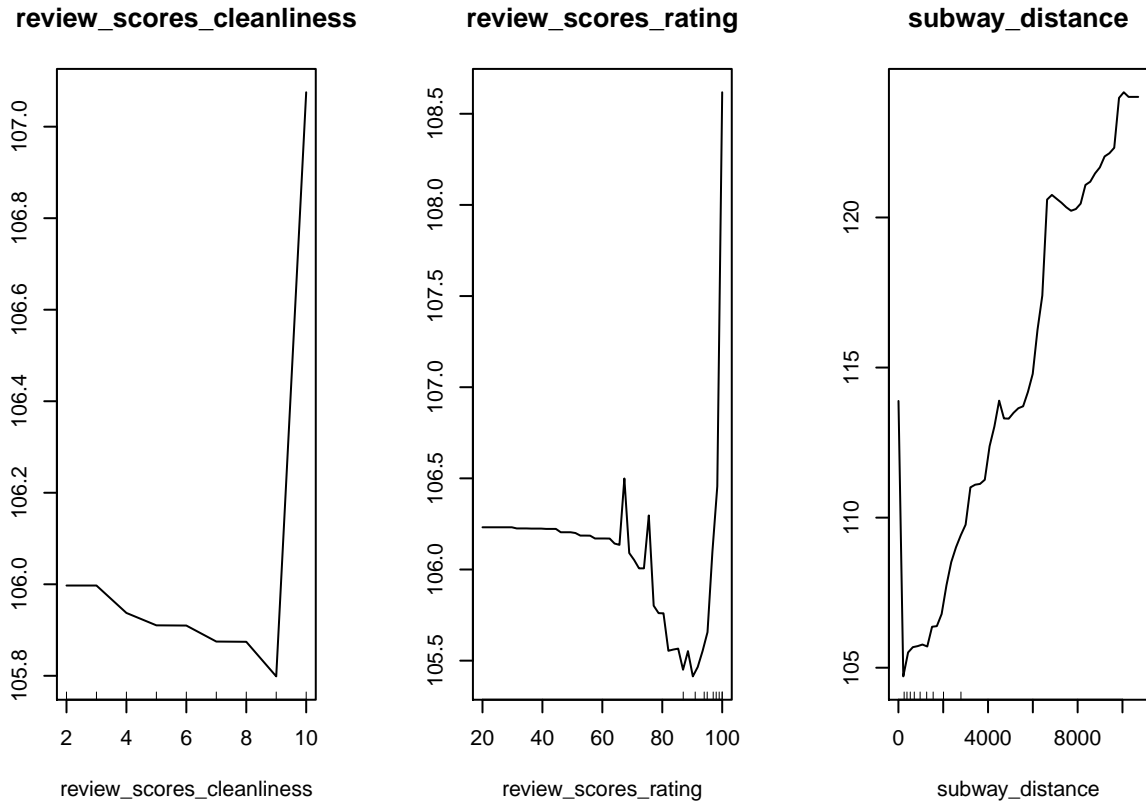 review_scores_cleanliness
105.8 106.0 106.2 106.4 106.6 106.8 107.0
2 4 6 8 10
review_scores_cleanliness
review_scores_rating
105.5 106.0 106.5 107.0 107.5 108.0 108.5
20 40 60 80 100
review_scores_rating
subway_distance
105 110 115 120
0 4000 8000
subway_distance